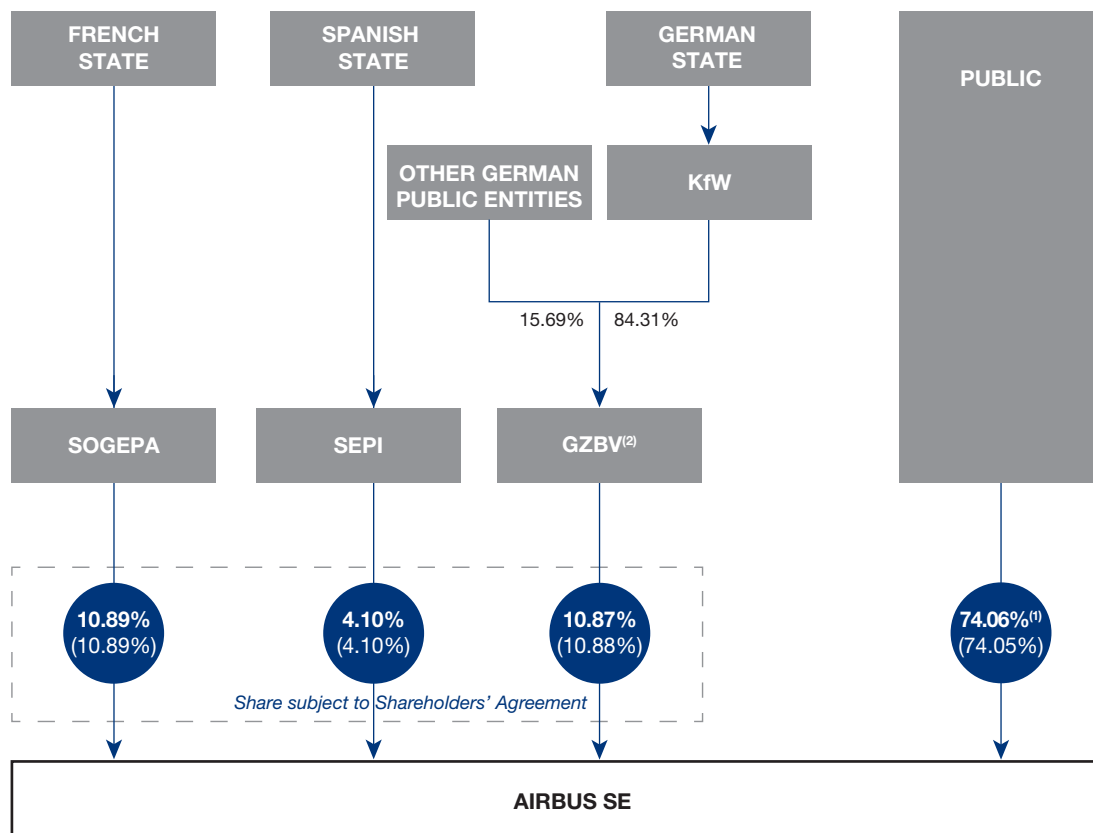 FRENCH
STATE
SPANISH
STATE
GERMAN
STATE
PUBLIC
OTHER GERMAN
PUBLIC ENTITIES
KfW
15.69%
84.31%
SOGEPA
SEPI
GZBV(2)
10.89%
(10.89%)
4.10%
(4.10%)
10.87%
(10.88%)
74.06%(1)
(74.05%)
Share subject to Shareholders' Agreement
AIRBUS SE